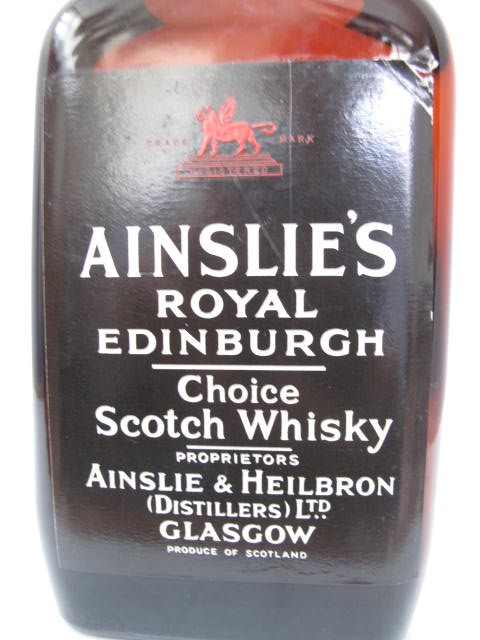 TRADE MARK
REGISTERED
AINSLIE'S
ROYAL
EDINBURGH
Choice
Scotch Whisky
PROPRIETORS
AINSLIE & HEILBRON
(DISTILLERS) LTD
GLASGOW
PRODUCE OF SCOTLAND